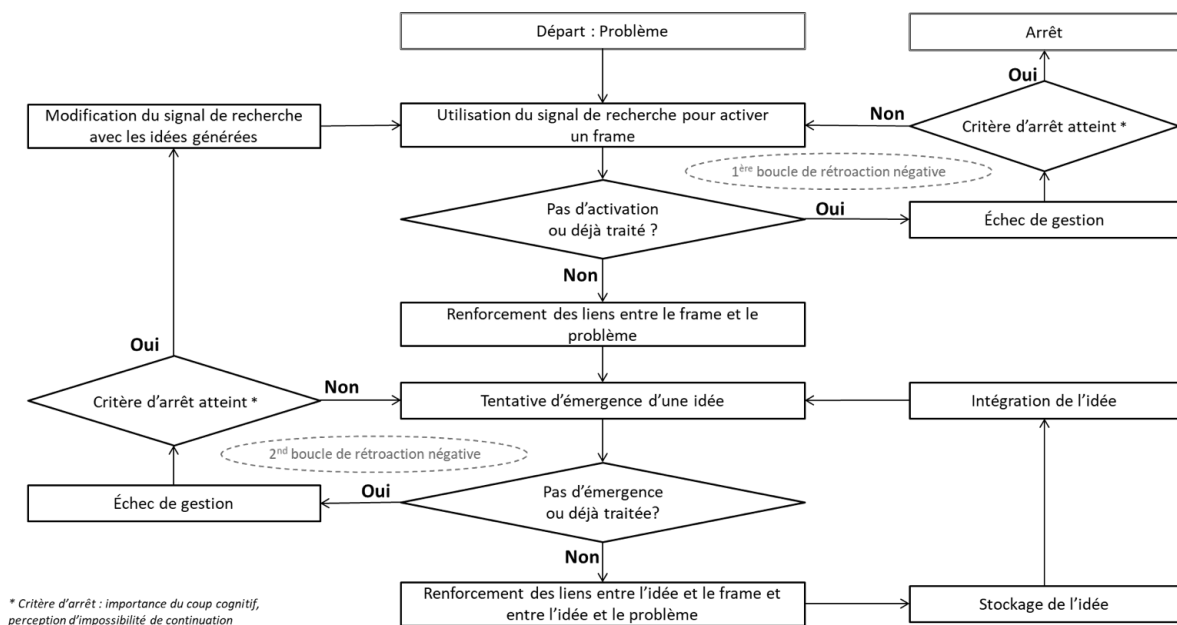 Départ : Problème
Arrêt
Oui
Modification du signal de recherche
avec les idées générées
Utilisation du signal de recherche pour activer
un frame
Non
Critère d'arrêt atteint *
1ère boucle de rétroaction négative
Pas d'activation
ou déjà traité ?
Oui
Échec de gestion
Non
Renforcement des liens entre le frame et le
problème
Oui
Critère d'arrêt atteint *
Non
Tentative d'émergence d'une idée
Intégration de l'idée
2nd boucle de rétroaction négative
Échec de gestion
Oui
Pas d'émergence
ou déjà traitée?
Non
Renforcement des liens entre l'idée et le frame et
entre l'idée et le problème
Stockage de l'idée
* Critère d'arrêt : importance du coup cognitif,
perception d'impossibilité de continuation